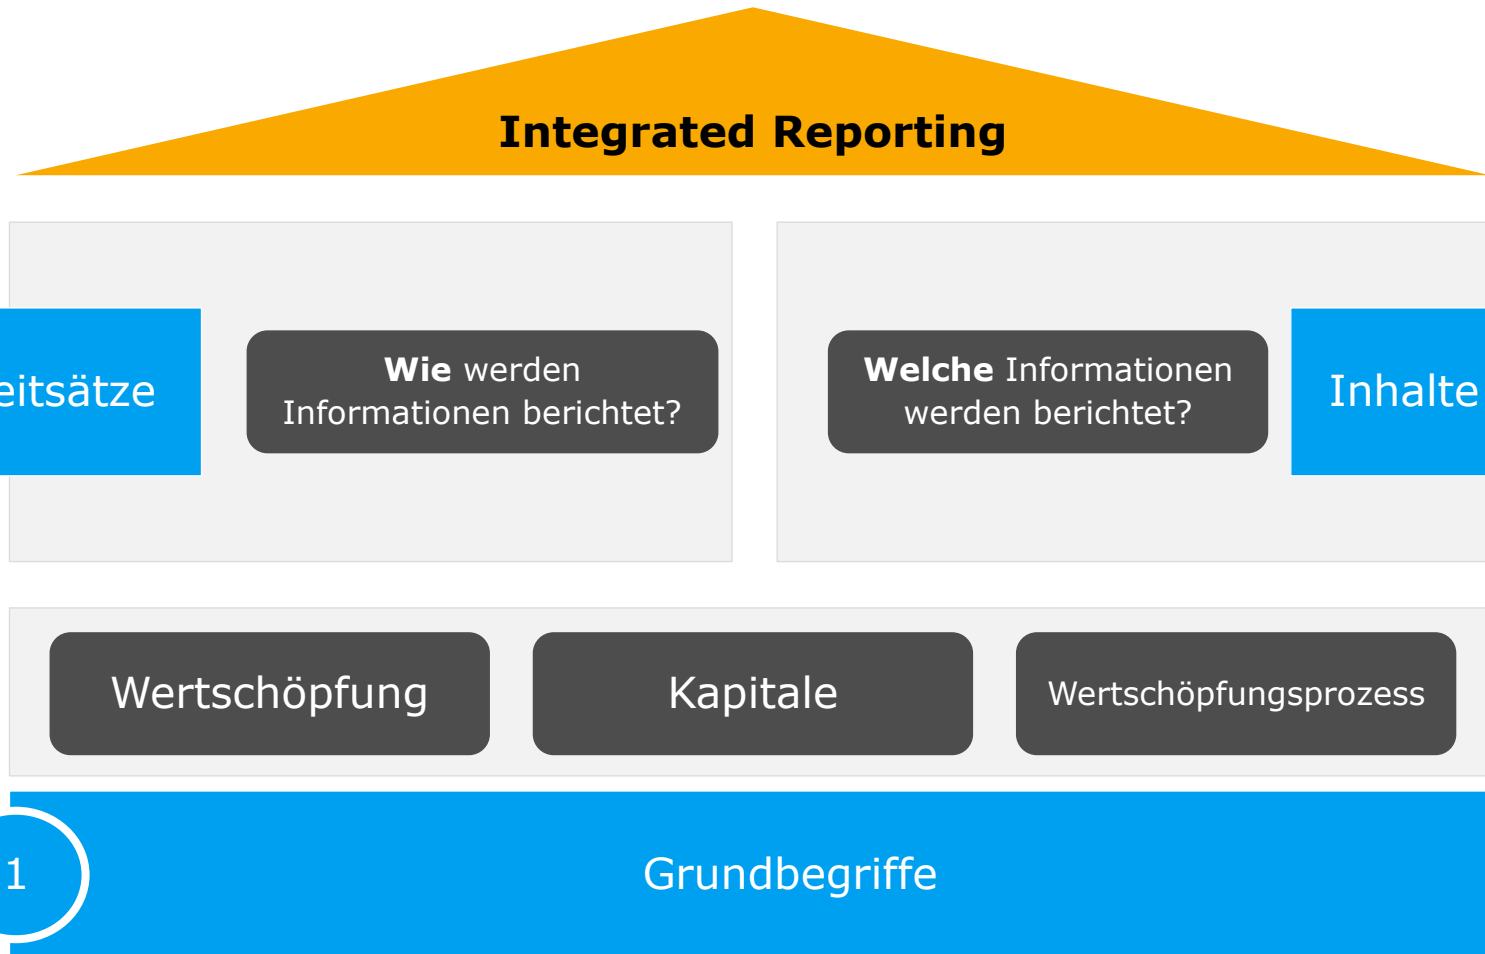 Integrated Reporting
eitsätze
Wie werden
Informationen berichtet?
Welche Informationen
werden berichtet?
Inhalte
Wertschöpfung
Kapitale
Wertschöpfungsprozess
1
Grundbegriffe